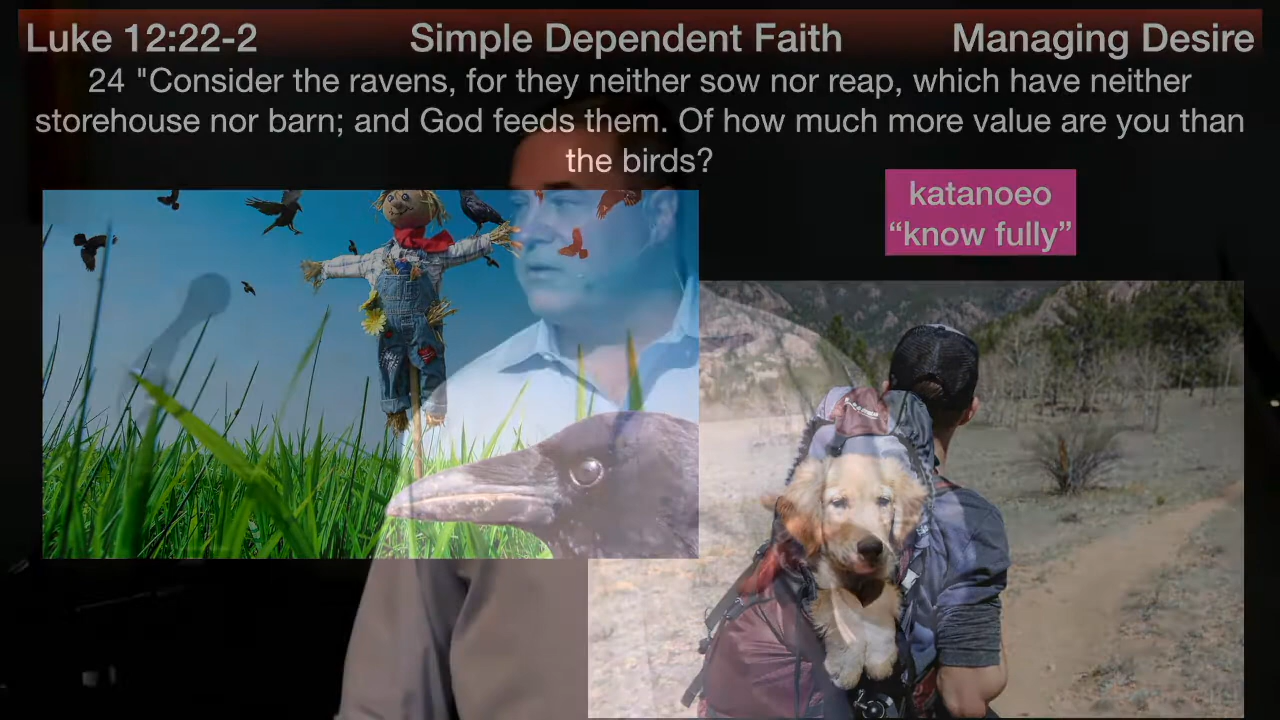 Luke 12:22-2 Simple Dependent Faith Managing Desire
24 "Consider the ravens, for they neither sow nor reap, which have neither
storehouse nor barn; and God feeds them. Of how much more value are you than
the birds?
katanoeo
“know fully”